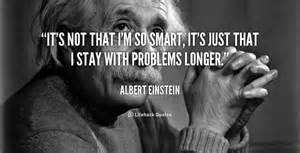 "IT'S NOT THAT I'M SO SMART, IT'S JUST THAT
I STAY WITH PROBLEMS LONGER."
ALBERT EINSTEIN
Lifehack Quotes